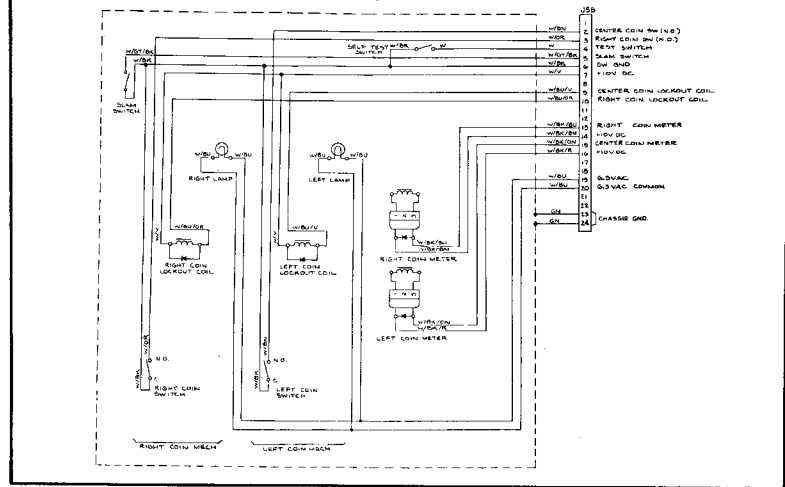 J5B
1
W/BN 2 CENTER COIN SW (N.O.)
W/OR 3 RIGHT COIN SW (N.O.)
SELF TEST SWITCH W/BK W W 4 TEST SWITCH
W/GY/BK W/GY/BK 5 SLAM SWITCH
W/BK W/BK 6 SW GND
W/V 7 +10V DC
8
W/BU/V 9 CENTER COIN LOCKOUT COIL
W/BU/OR 10 RIGHT COIN LOCKOUT COIL
SLAM SWITCH
11
12
W/BK/BU 13 RIGHT COIN METER
W/BK/BN 14 +10V DC
W/BK/GN 15 CENTER COIN METER
W/BK/R 16 +10V DC
17
18
W/BU W/BU W/BU W/BU
RIGHT LAMP LEFT LAMP
W/BU 19 6.3VAC
W/BU 20 6.3VAC COMMON
21
22
GN 23
GN 24
CHASSIS GND.
W/BU/OR W/BU/V
W/V W/V
W/BK/BU
W/BK/BN
RIGHT COIN LOCKOUT COIL
LEFT COIN LOCKOUT COIL
RIGHT COIN METER
W/BK/GN
W/BK/R
LEFT COIN METER
W/OR W/BN
W/BK W/BK
N.O. N.O.
C C
RIGHT COIN SWITCH
LEFT COIN SWITCH
RIGHT COIN MECH LEFT COIN MECH